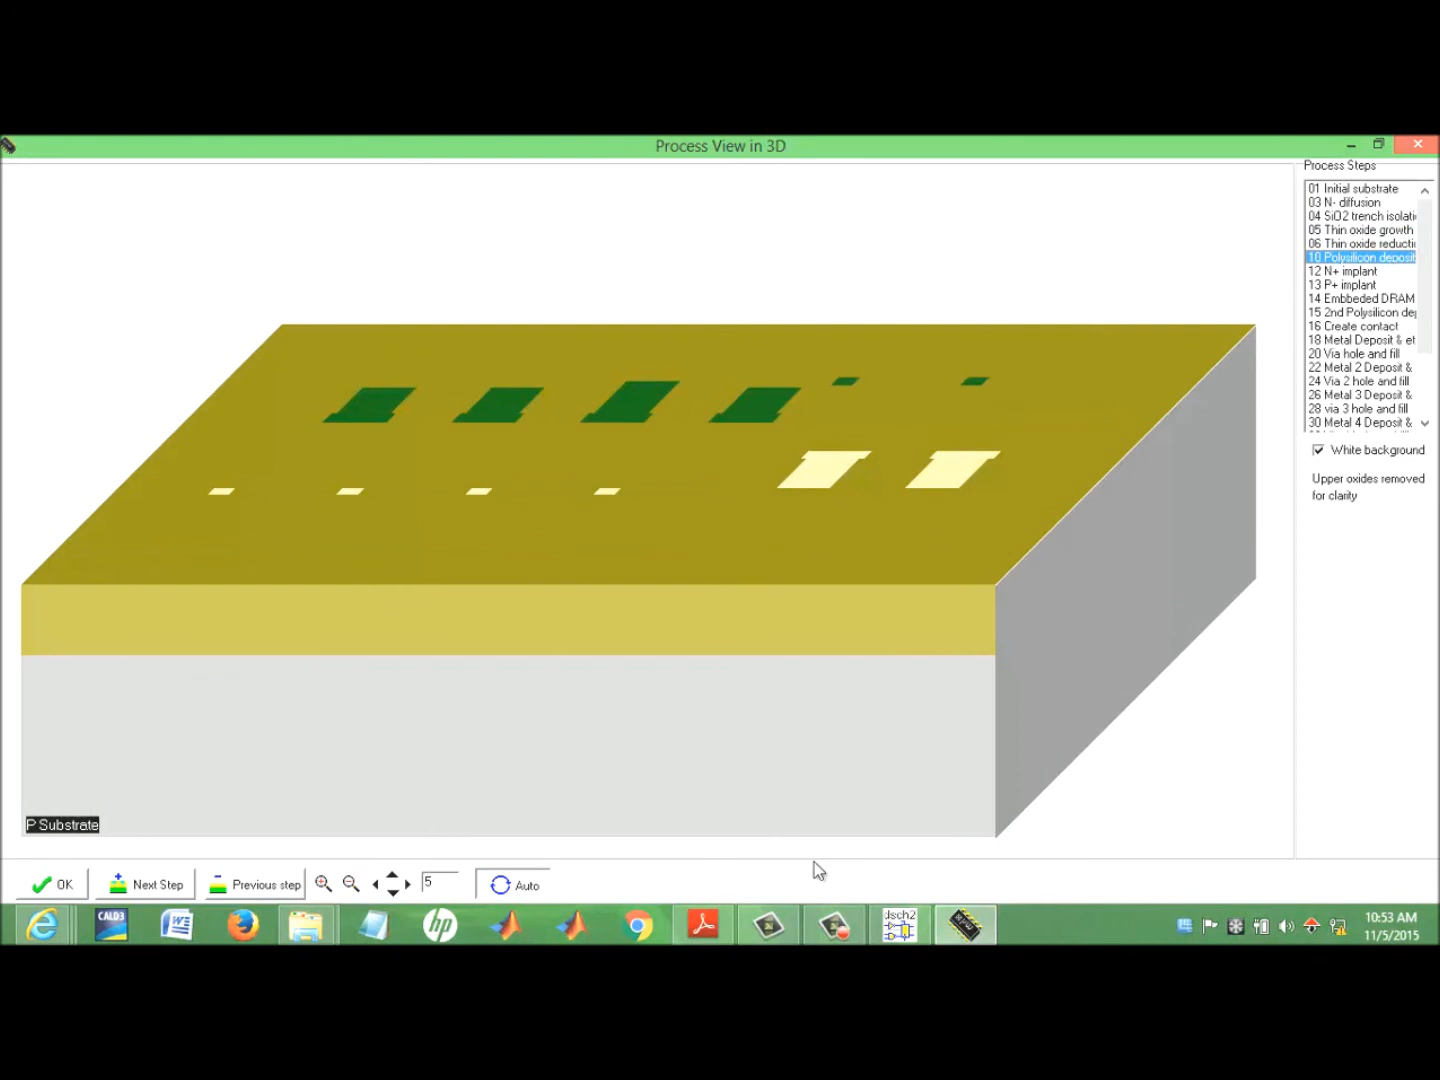 Process View in 3D
Process Steps
01 Initial substrate
03 N- diffusion
04 SiO2 trench isolati
05 Thin oxide growth
06 Thin oxide reducti
10 Polysilicon deposit
12 N+ implant
13 P+ implant
14 Embbeded DRAM
15 2nd Polysilicon dep
16 Create contact
18 Metal Deposit & et
20 Via hole and fill
22 Metal 2 Deposit &
24 Via 2 hole and fill
26 Metal 3 Deposit &
28 via 3 hole and fill
30 Metal 4 Deposit &
White background
Upper oxides removed
for clarity
P Substrate
OK
Next Step
Previous step
5
Auto
CALD3
dsch2
10:53 AM
11/5/2015